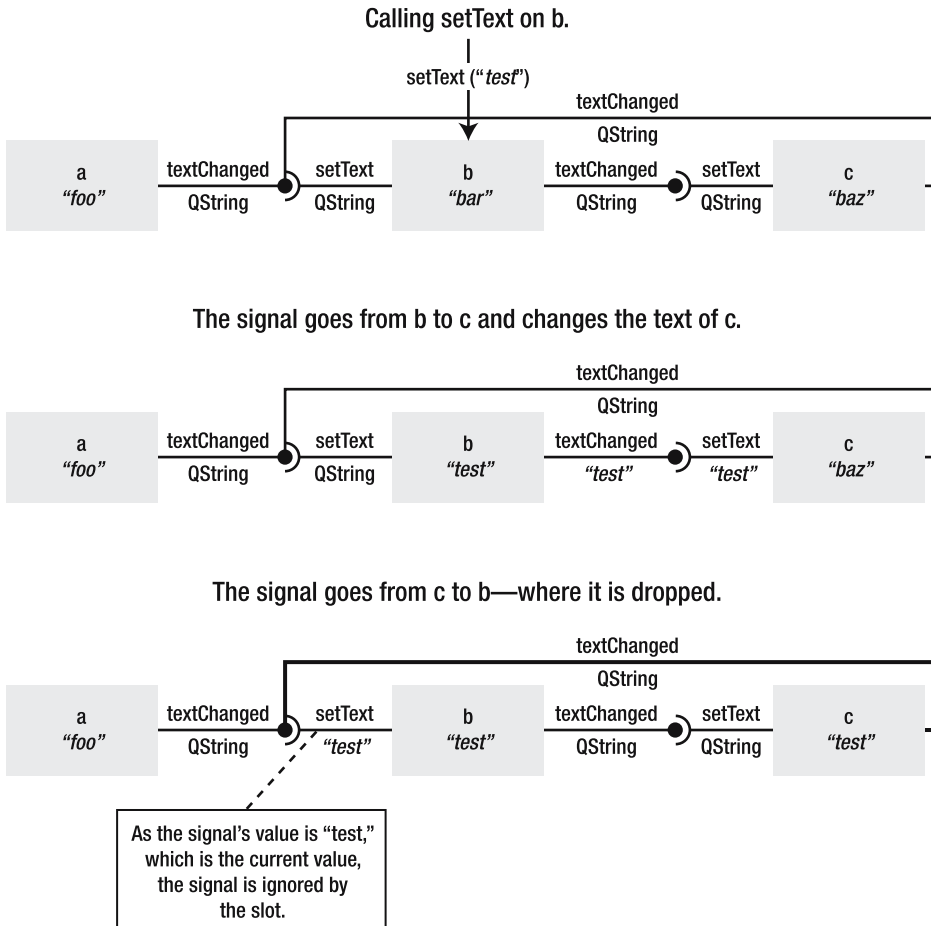 Calling setText on b.
setText (“test”)
textChanged
QString
a
“foo”
textChanged
QString
setText
QString
b
“bar”
textChanged
QString
setText
QString
c
“baz”
The signal goes from b to c and changes the text of c.
textChanged
QString
a
“foo”
textChanged
QString
setText
QString
b
“test”
textChanged
“test”
setText
“test”
c
“baz”
The signal goes from c to b—where it is dropped.
textChanged
QString
a
“foo”
textChanged
QString
setText
“test”
b
“test”
textChanged
QString
setText
QString
c
“test”
As the signal’s value is “test,”
which is the current value,
the signal is ignored by
the slot.